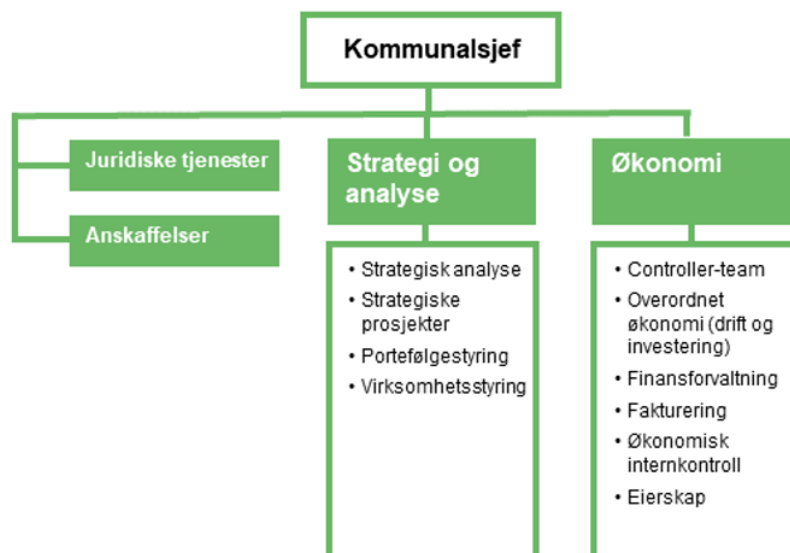 Kommunalsjef
Juridiske tjenester
Anskaffelser
Strategi og
analyse
• Strategisk analyse
• Strategiske
prosjekter
• Portefølgestyring
• Virksomhetsstyring
Økonomi
• Controller-team
• Overordnet
økonomi (drift og
investering)
• Finansforvaltning
• Fakturering
• Økonomisk
internkontroll
• Eierskap